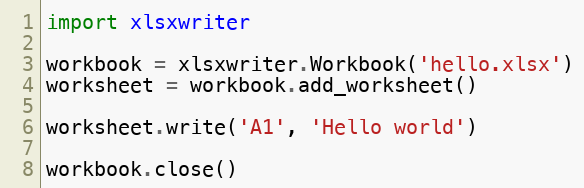 1 import xlsxwriter
2
3 workbook = xlsxwriter.Workbook('hello.xlsx')
4 worksheet = workbook.add_worksheet()
5
6 worksheet.write('A1', 'Hello world')
7
8 workbook.close()